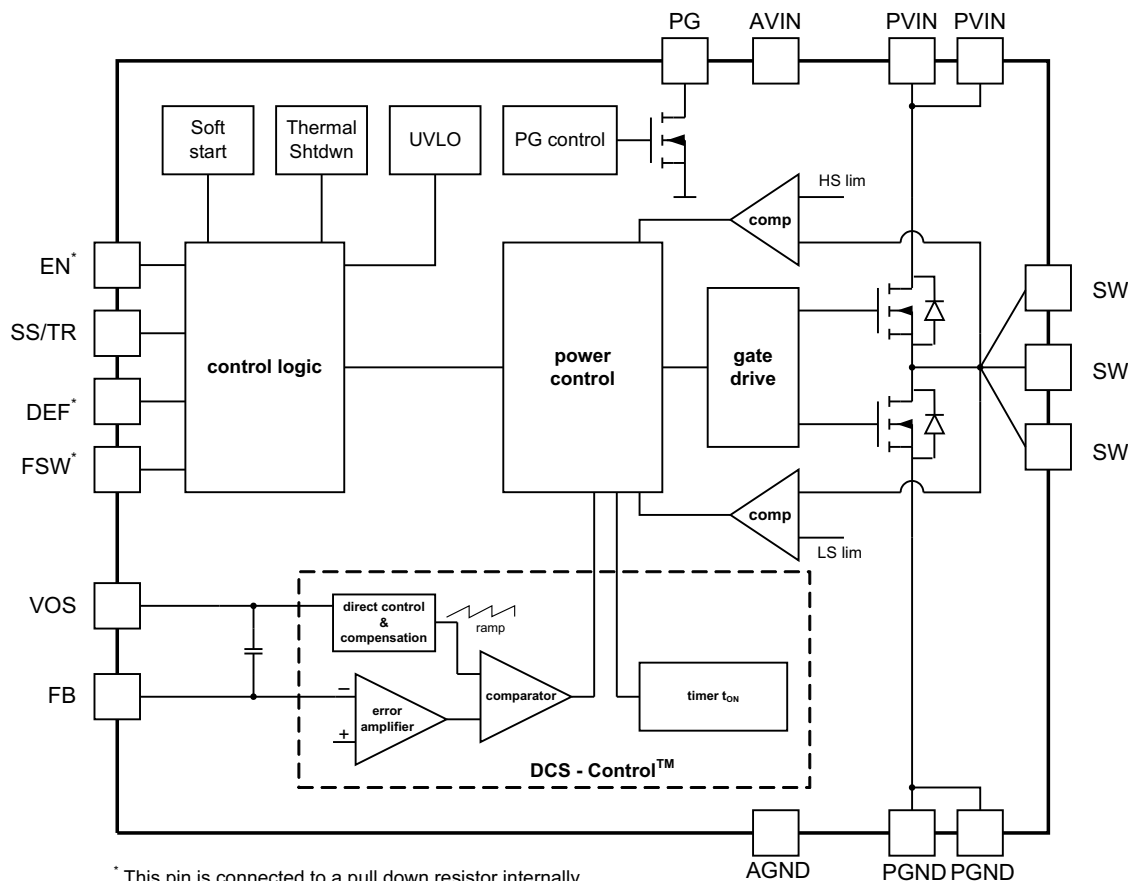 PG AVIN PVIN PVIN
Soft
start
Thermal
Shtdwn
UVLO
PG control
HS lim
comp
EN*
SS/TR
DEF*
FSW*
control logic
power
control
gate
drive
SW
SW
SW
comp
LS lim
VOS
FB
direct control
&
compensation
ramp
−
+
error
amplifier
comparator
timer tON
DCS - Control™
AGND PGND PGND
* This pin is connected to a pull down resistor internally